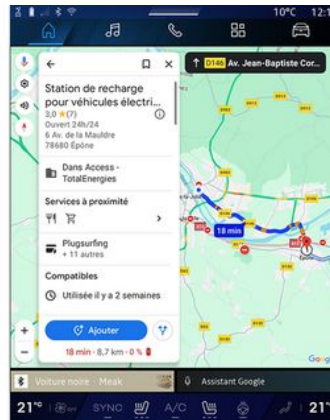 10°C 12:1
D146 Av. Jean-Baptiste Cor...
Station de recharge
pour véhicules électri...
3,0 ★(7)
Ouvert 24h/24
6 Av. de la Mauldre
78680 Épône
Dans Access -
TotalEnergies
Services à proximité
Plugsurfing
+ 11 autres
Compatibles
Utilisée il y a 2 semaines
Ajouter
18 min · 8,7 km · 0 %
18 min
Voiture noire · Meak
Assistant Google
21° OFF SYNC A/C 21°